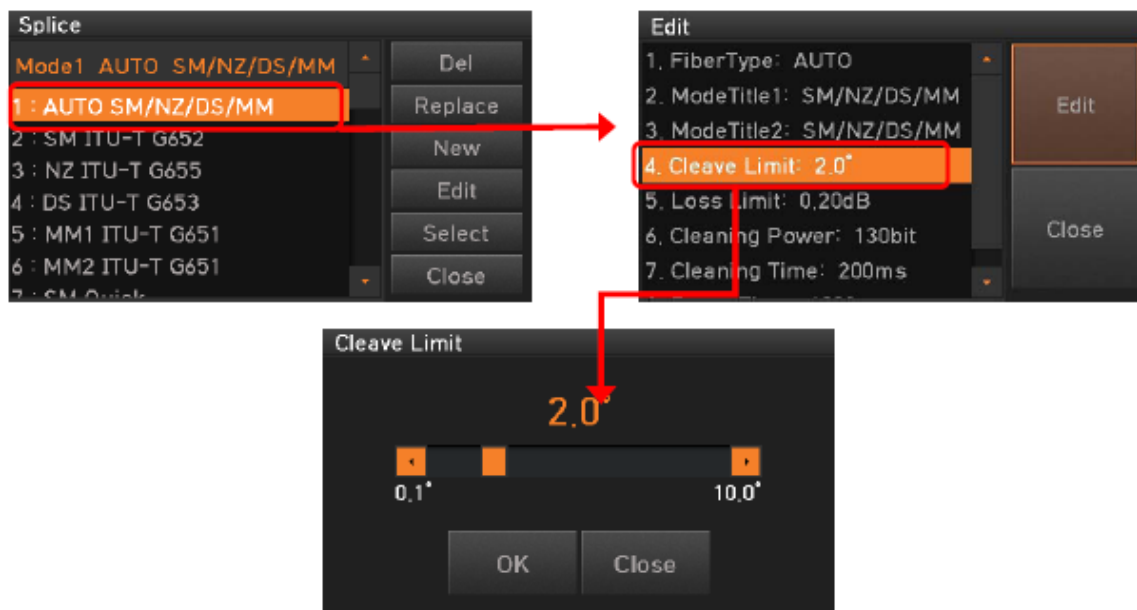 Splice
Mode1 AUTO SM/NZ/DS/MM
1 : AUTO SM/NZ/DS/MM
2 : SM ITU-T G652
3 : NZ ITU-T G655
4 : DS ITU-T G653
5 : MM1 ITU-T G651
6 : MM2 ITU-T G651
7 : SM Quick
Del
Replace
New
Edit
Select
Close
Edit
1. FiberType: AUTO
2. ModeTitle1: SM/NZ/DS/MM
3. ModeTitle2: SM/NZ/DS/MM
4. Cleave Limit: 2.0°
5. Loss Limit: 0.20dB
6. Cleaning Power: 130bit
7. Cleaning Time: 200ms
Edit
Close
Cleave Limit
2.0°
0.1°
10.0°
OK
Close